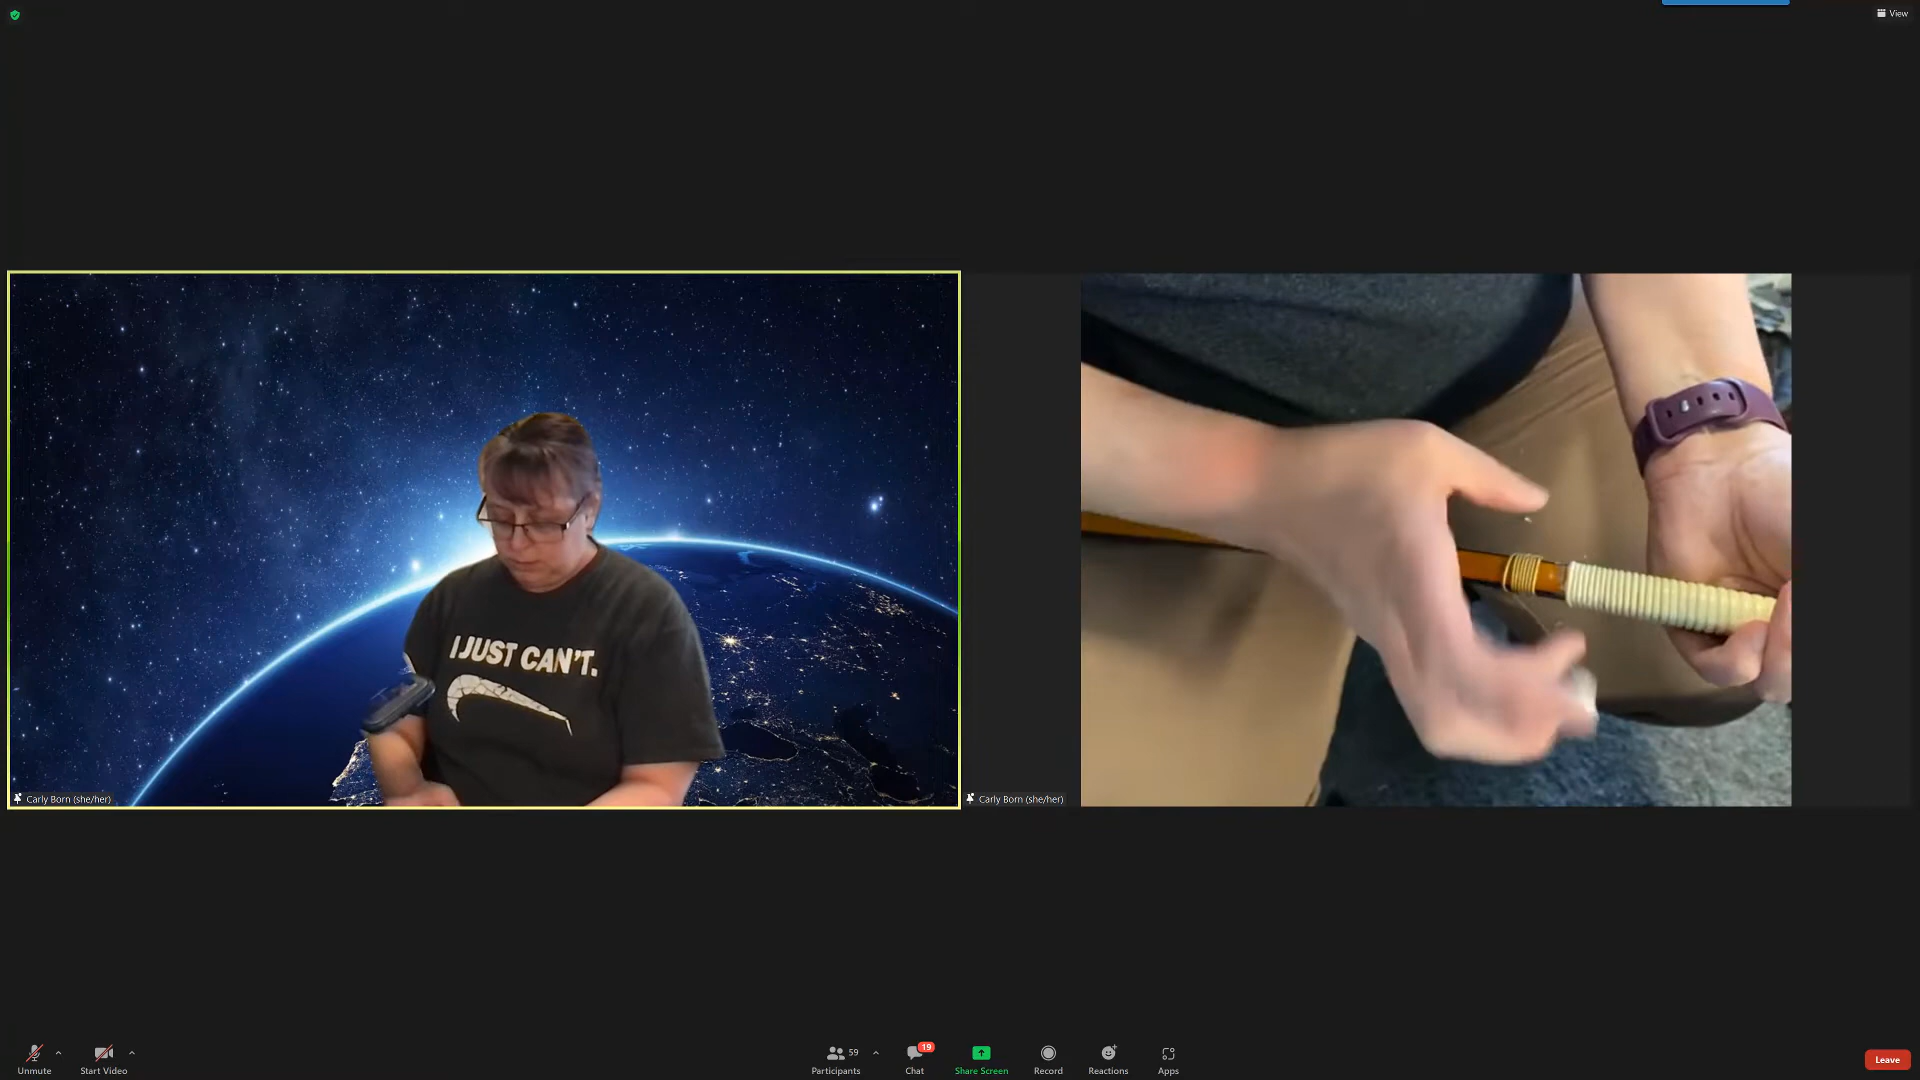 View
I JUST CAN'T.
Carly Born (she/her)
Carly Born (she/her)
Unmute
Start Video
59
Participants
19
Chat
Share Screen
Record
Reactions
Apps
Leave